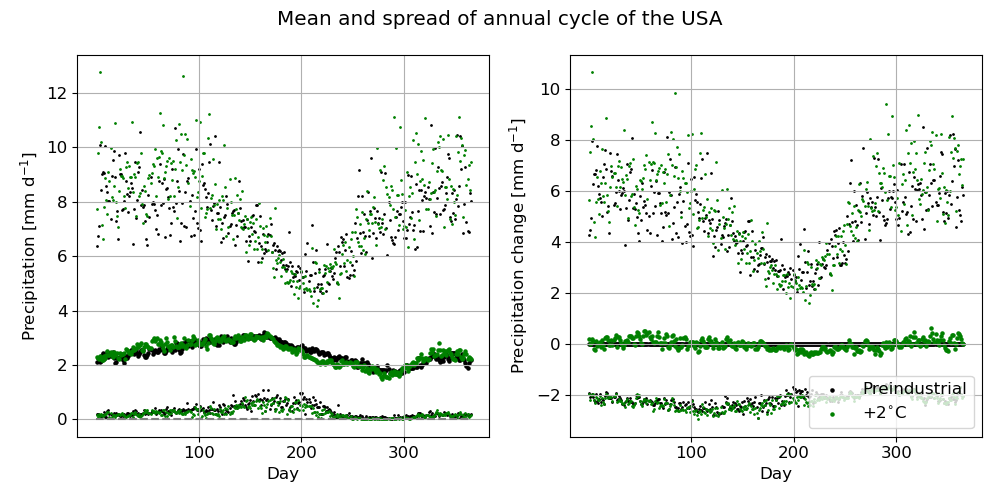 Mean and spread of annual cycle of the USA
Precipitation [mm d⁻¹]
12
10
8
6
4
2
0
100
200
300
Day
Precipitation change [mm d⁻¹]
10
8
6
4
2
0
−2
100
200
300
Day
Preindustrial
+2°C